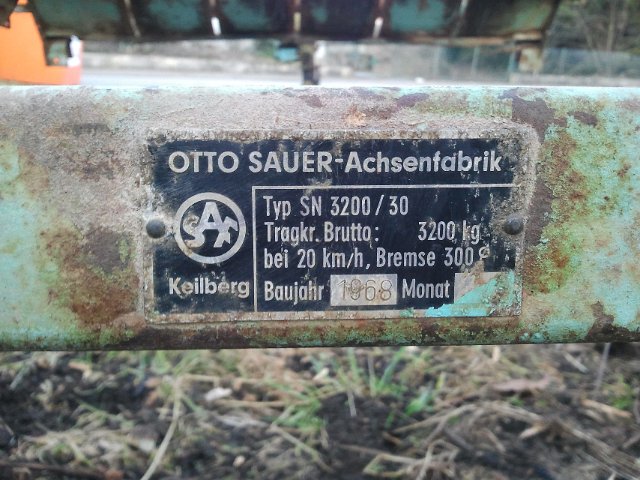 OTTO SAUER-Achsenfabrik
SAF
Keilberg
Typ SN 3200/30
Tragkr. Brutto: 3200 kg
bei 20 km/h, Bremse 300 ⌀
Baujahr 1968 Monat